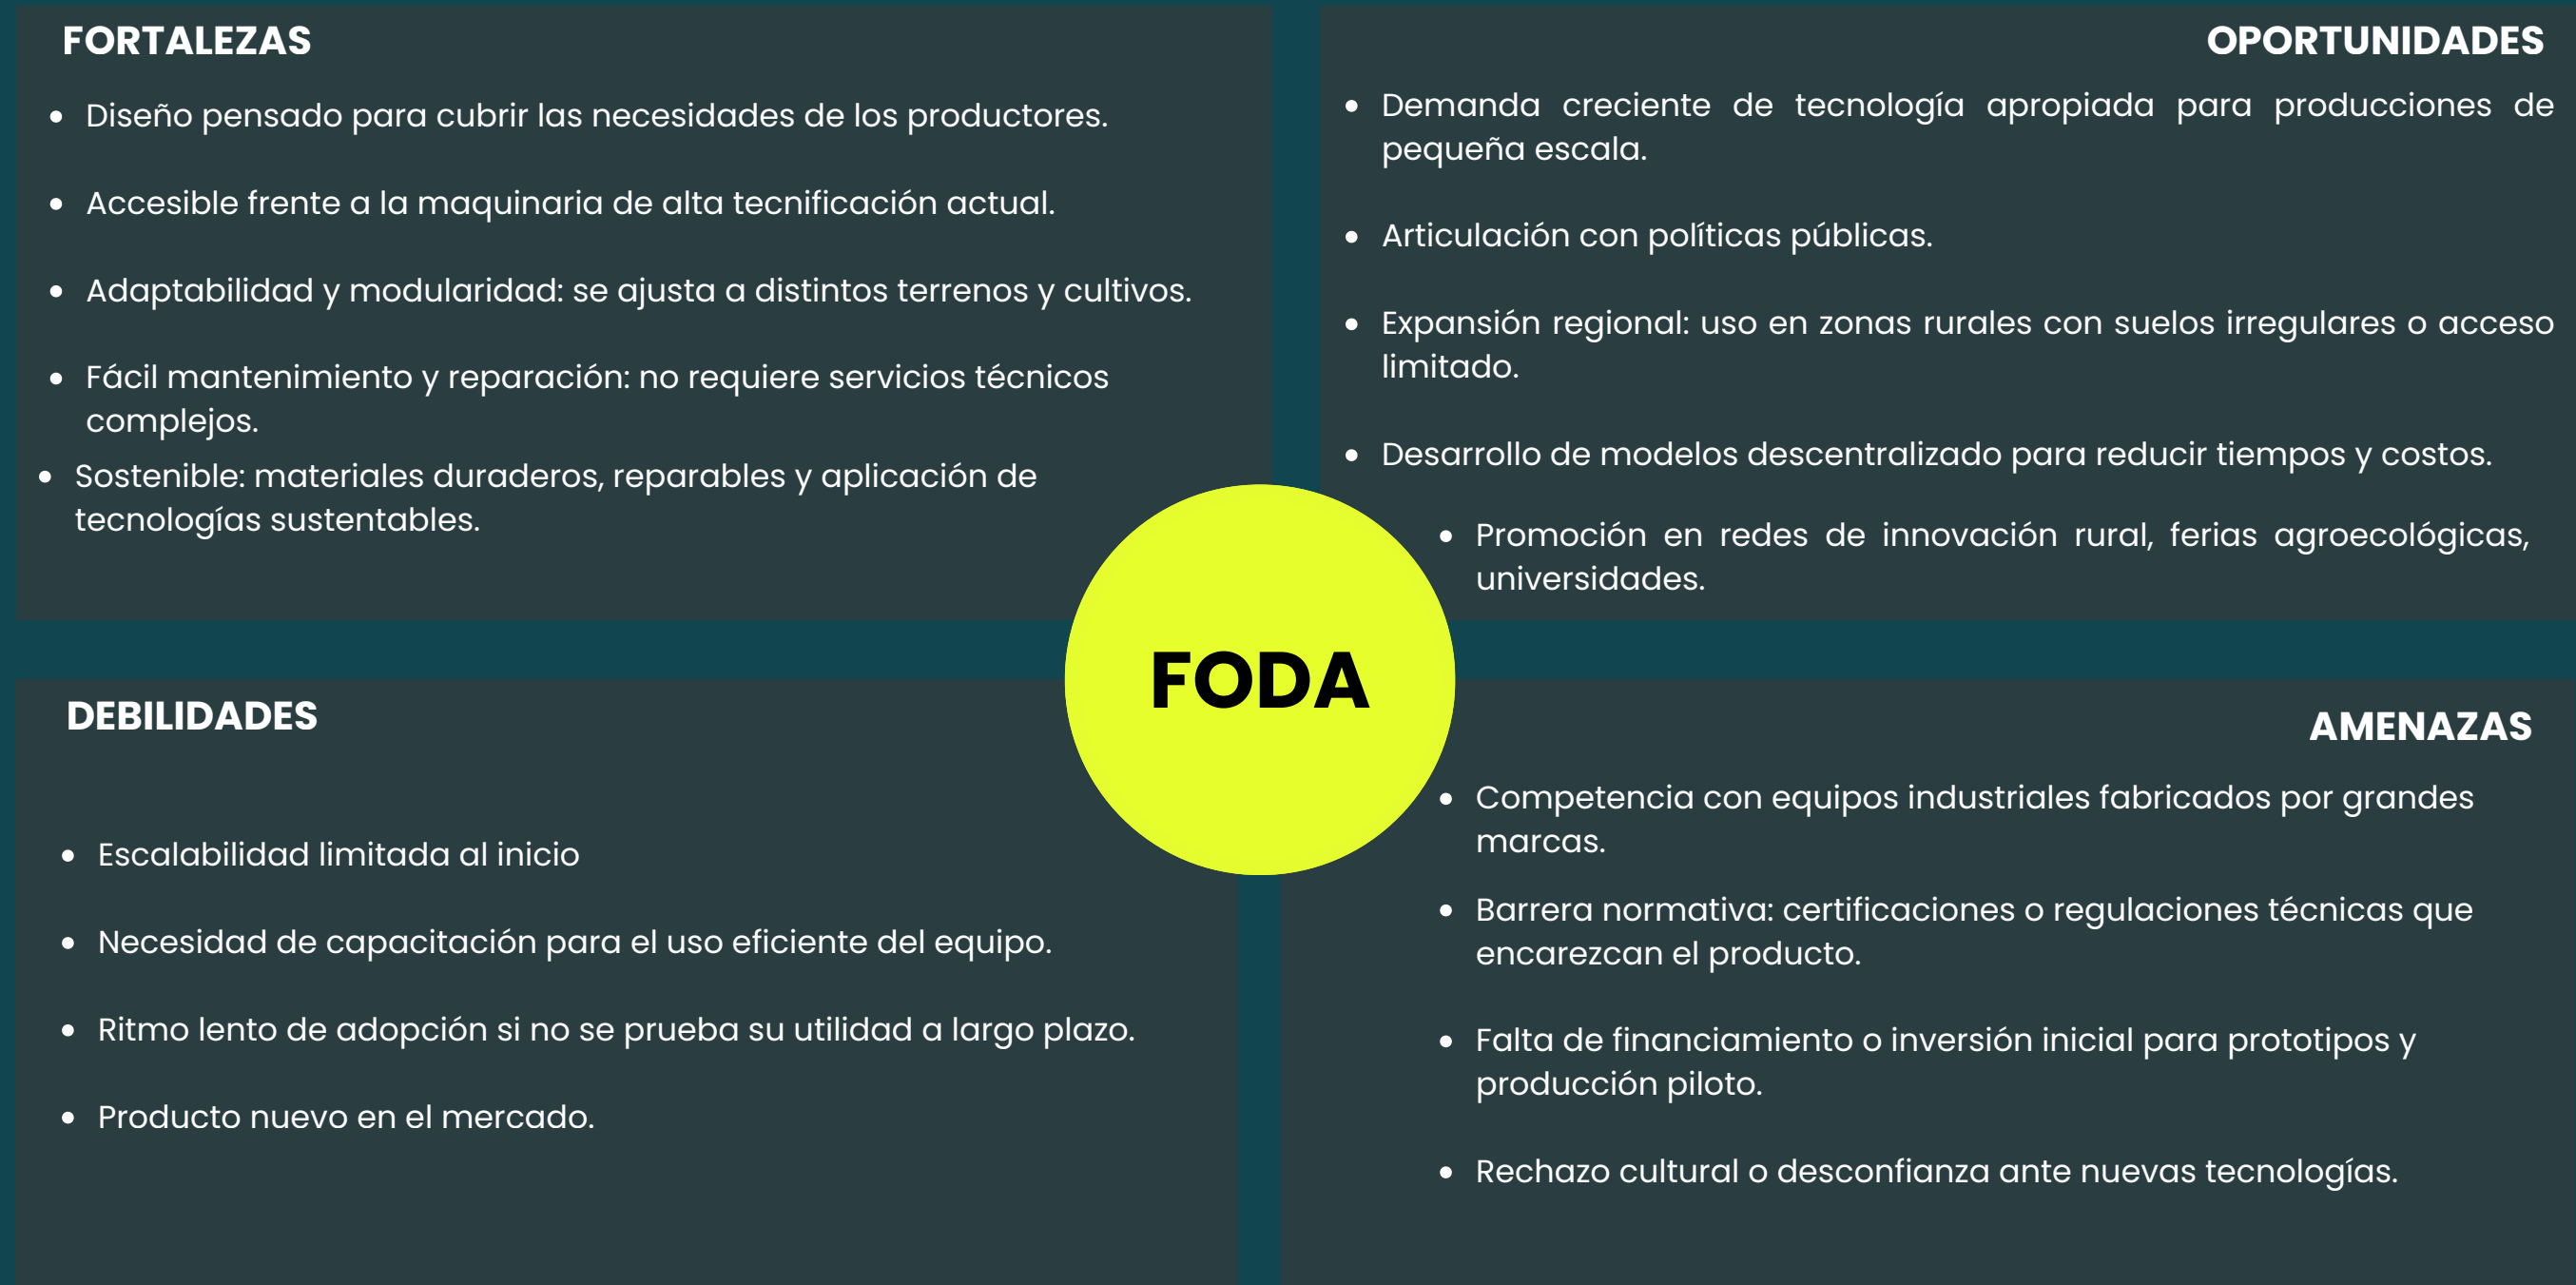 FORTALEZAS
• Diseño pensado para cubrir las necesidades de los productores.
• Accesible frente a la maquinaria de alta tecnificación actual.
• Adaptabilidad y modularidad: se ajusta a distintos terrenos y cultivos.
• Fácil mantenimiento y reparación: no requiere servicios técnicos
complejos.
• Sostenible: materiales duraderos, reparables y aplicación de
tecnologías sustentables.
OPORTUNIDADES
• Demanda creciente de tecnología apropiada para producciones de
pequeña escala.
• Articulación con políticas públicas.
• Expansión regional: uso en zonas rurales con suelos irregulares o acceso
limitado.
• Desarrollo de modelos descentralizado para reducir tiempos y costos.
• Promoción en redes de innovación rural, ferias agroecológicas,
universidades.
FODA
DEBILIDADES
• Escalabilidad limitada al inicio
• Necesidad de capacitación para el uso eficiente del equipo.
• Ritmo lento de adopción si no se prueba su utilidad a largo plazo.
• Producto nuevo en el mercado.
AMENAZAS
• Competencia con equipos industriales fabricados por grandes
marcas.
• Barrera normativa: certificaciones o regulaciones técnicas que
encarezcan el producto.
• Falta de financiamiento o inversión inicial para prototipos y
producción piloto.
• Rechazo cultural o desconfianza ante nuevas tecnologías.